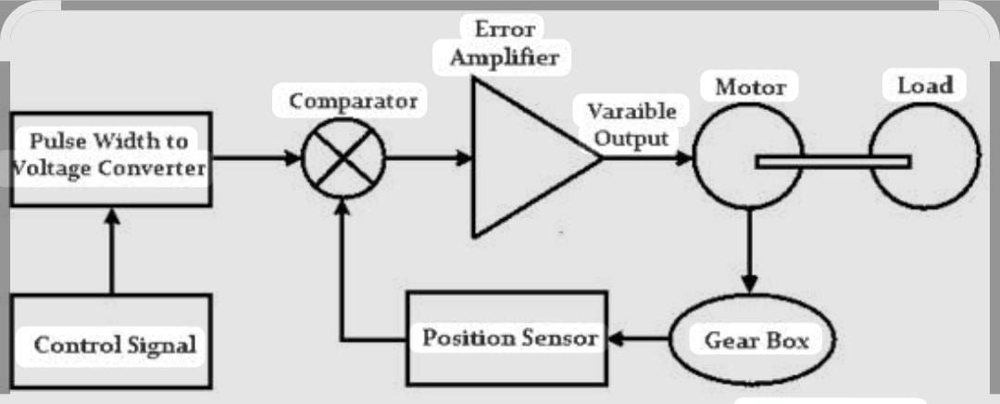 Error
Amplifier
Comparator
Varaible
Output
Motor
Load
Pulse Width to
Voltage Converter
Control Signal
Position Sensor
Gear Box